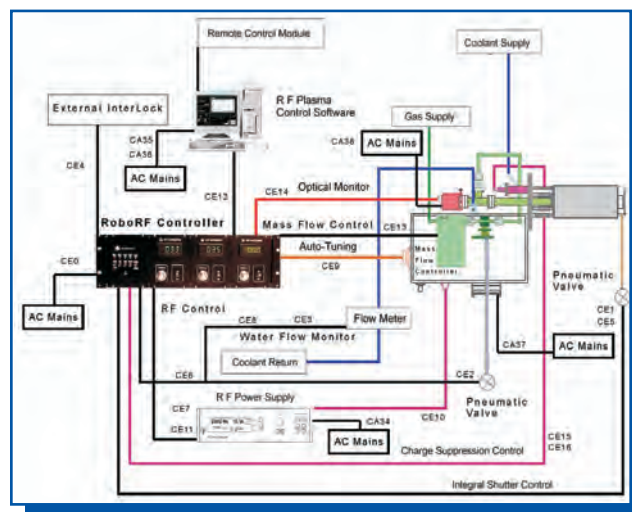 Remote Control Module
Coolant Supply
External InterLock
R F Plasma
Control Software
Gas Supply
CA35
CA36
AC Mains
CA38
AC Mains
CE4
CE13
CE14
Optical Monitor
RoboRF Controller
Mass Flow Control
CE13
Auto-Tuning
CE9
Mass
Flow
Controller
Pneumatic
Valve
CE0
AC Mains
RF Control
CE1
CE5
CE8
CE3
Flow Meter
Water Flow Monitor
CA37
AC Mains
Coolant Return
CE6
CE2
R F Power Supply
Pneumatic
Valve
CE7
CE10
CE11
CA34
AC Mains
CE15
CE16
Charge Suppression Control
Integral Shutter Control